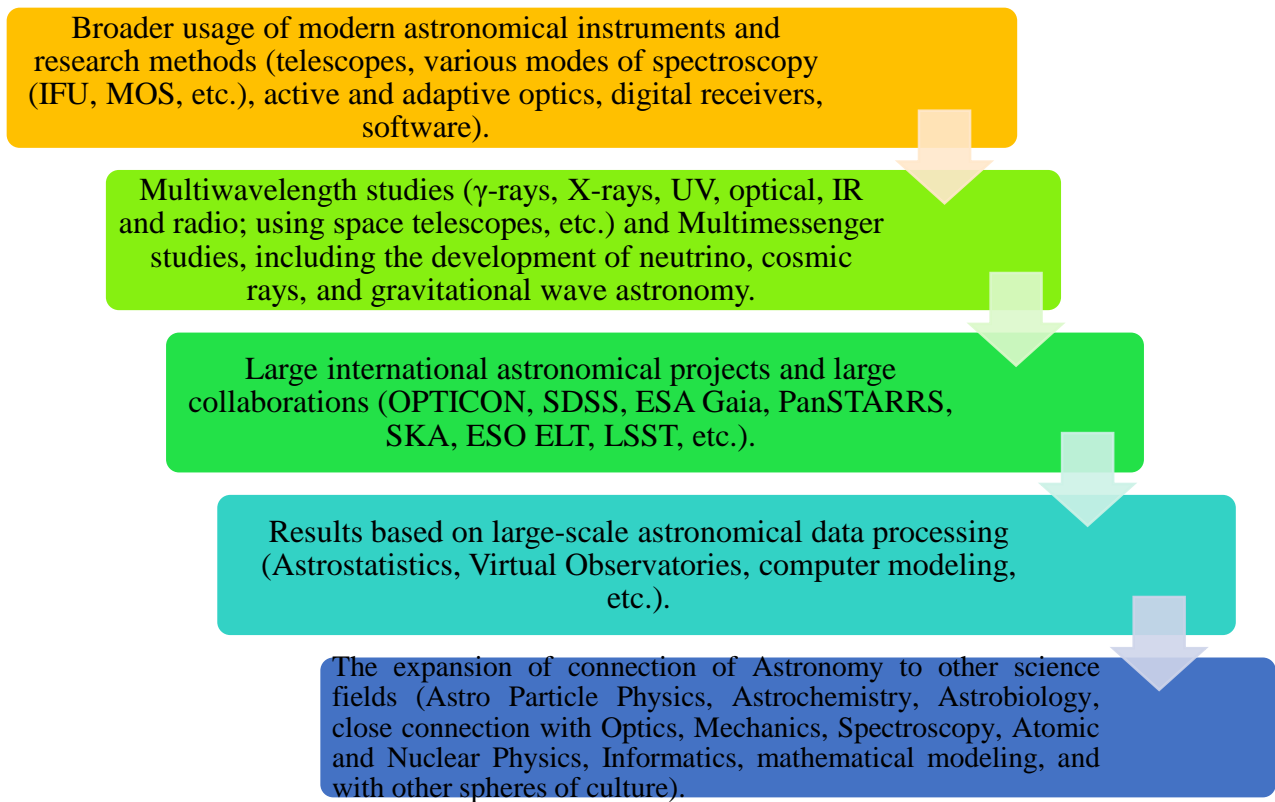 Broader usage of modern astronomical instruments and
research methods (telescopes, various modes of spectroscopy
(IFU, MOS, etc.), active and adaptive optics, digital receivers,
software).
Multiwavelength studies (γ-rays, X-rays, UV, optical, IR
and radio; using space telescopes, etc.) and Multimessenger
studies, including the development of neutrino, cosmic
rays, and gravitational wave astronomy.
Large international astronomical projects and large
collaborations (OPTICON, SDSS, ESA Gaia, PanSTARRS,
SKA, ESO ELT, LSST, etc.).
Results based on large-scale astronomical data processing
(Astrostatistics, Virtual Observatories, computer modeling,
etc.).
The expansion of connection of Astronomy to other science
fields (Astro Particle Physics, Astrochemistry, Astrobiology,
close connection with Optics, Mechanics, Spectroscopy, Atomic
and Nuclear Physics, Informatics, mathematical modeling, and
with other spheres of culture).